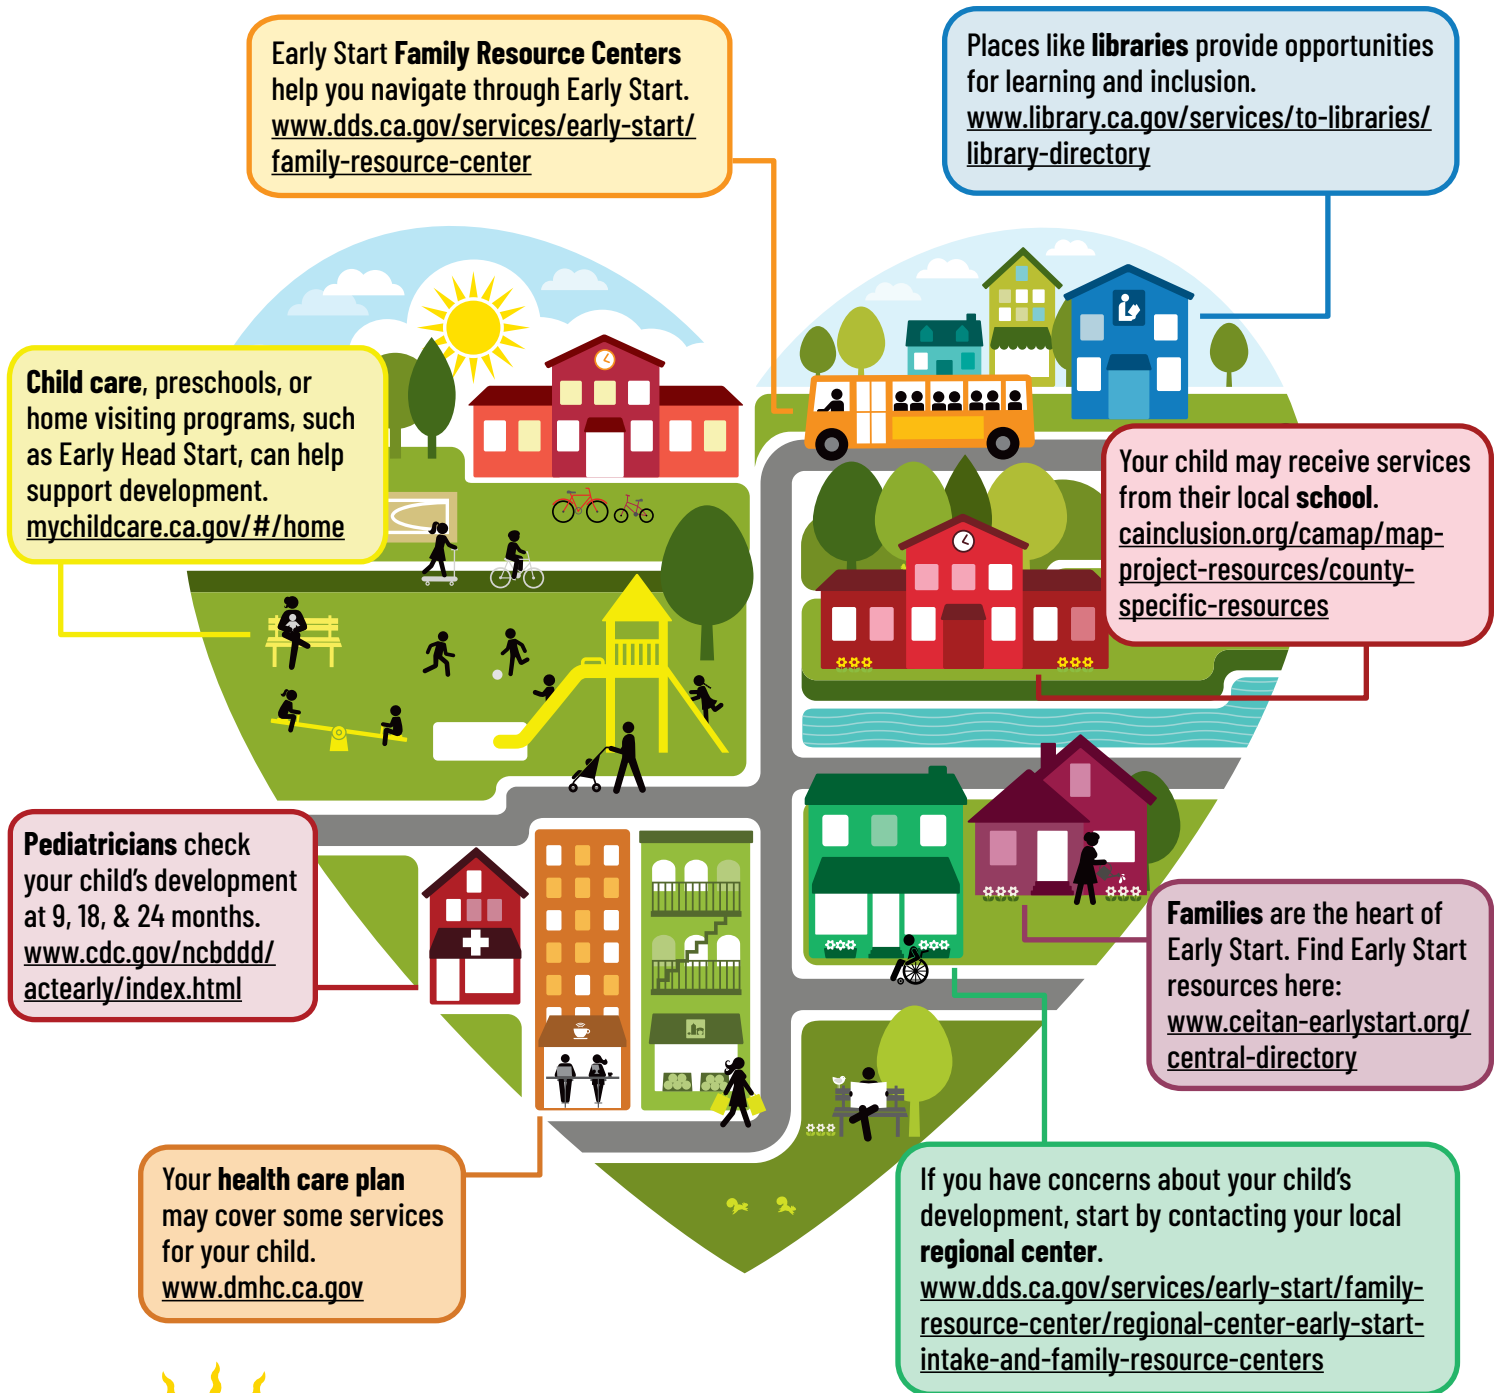 Early Start Family Resource Centers
help you navigate through Early Start.
www.dds.ca.gov/services/early-start/
family-resource-center
Places like libraries provide opportunities
for learning and inclusion.
www.library.ca.gov/services/to-libraries/
library-directory
Child care, preschools, or
home visiting programs, such
as Early Head Start, can help
support development.
mychildcare.ca.gov/#/home
Your child may receive services
from their local school.
cainclusion.org/camap/map-
project-resources/county-
specific-resources
Pediatricians check
your child's development
at 9, 18, & 24 months.
www.cdc.gov/ncbddd/
actearly/index.html
Families are the heart of
Early Start. Find Early Start
resources here:
www.ceitan-earlystart.org/
central-directory
Your health care plan
may cover some services
for your child.
www.dmhc.ca.gov
If you have concerns about your child's
development, start by contacting your local
regional center.
www.dds.ca.gov/services/early-start/family-
resource-center/regional-center-early-start-
intake-and-family-resource-centers